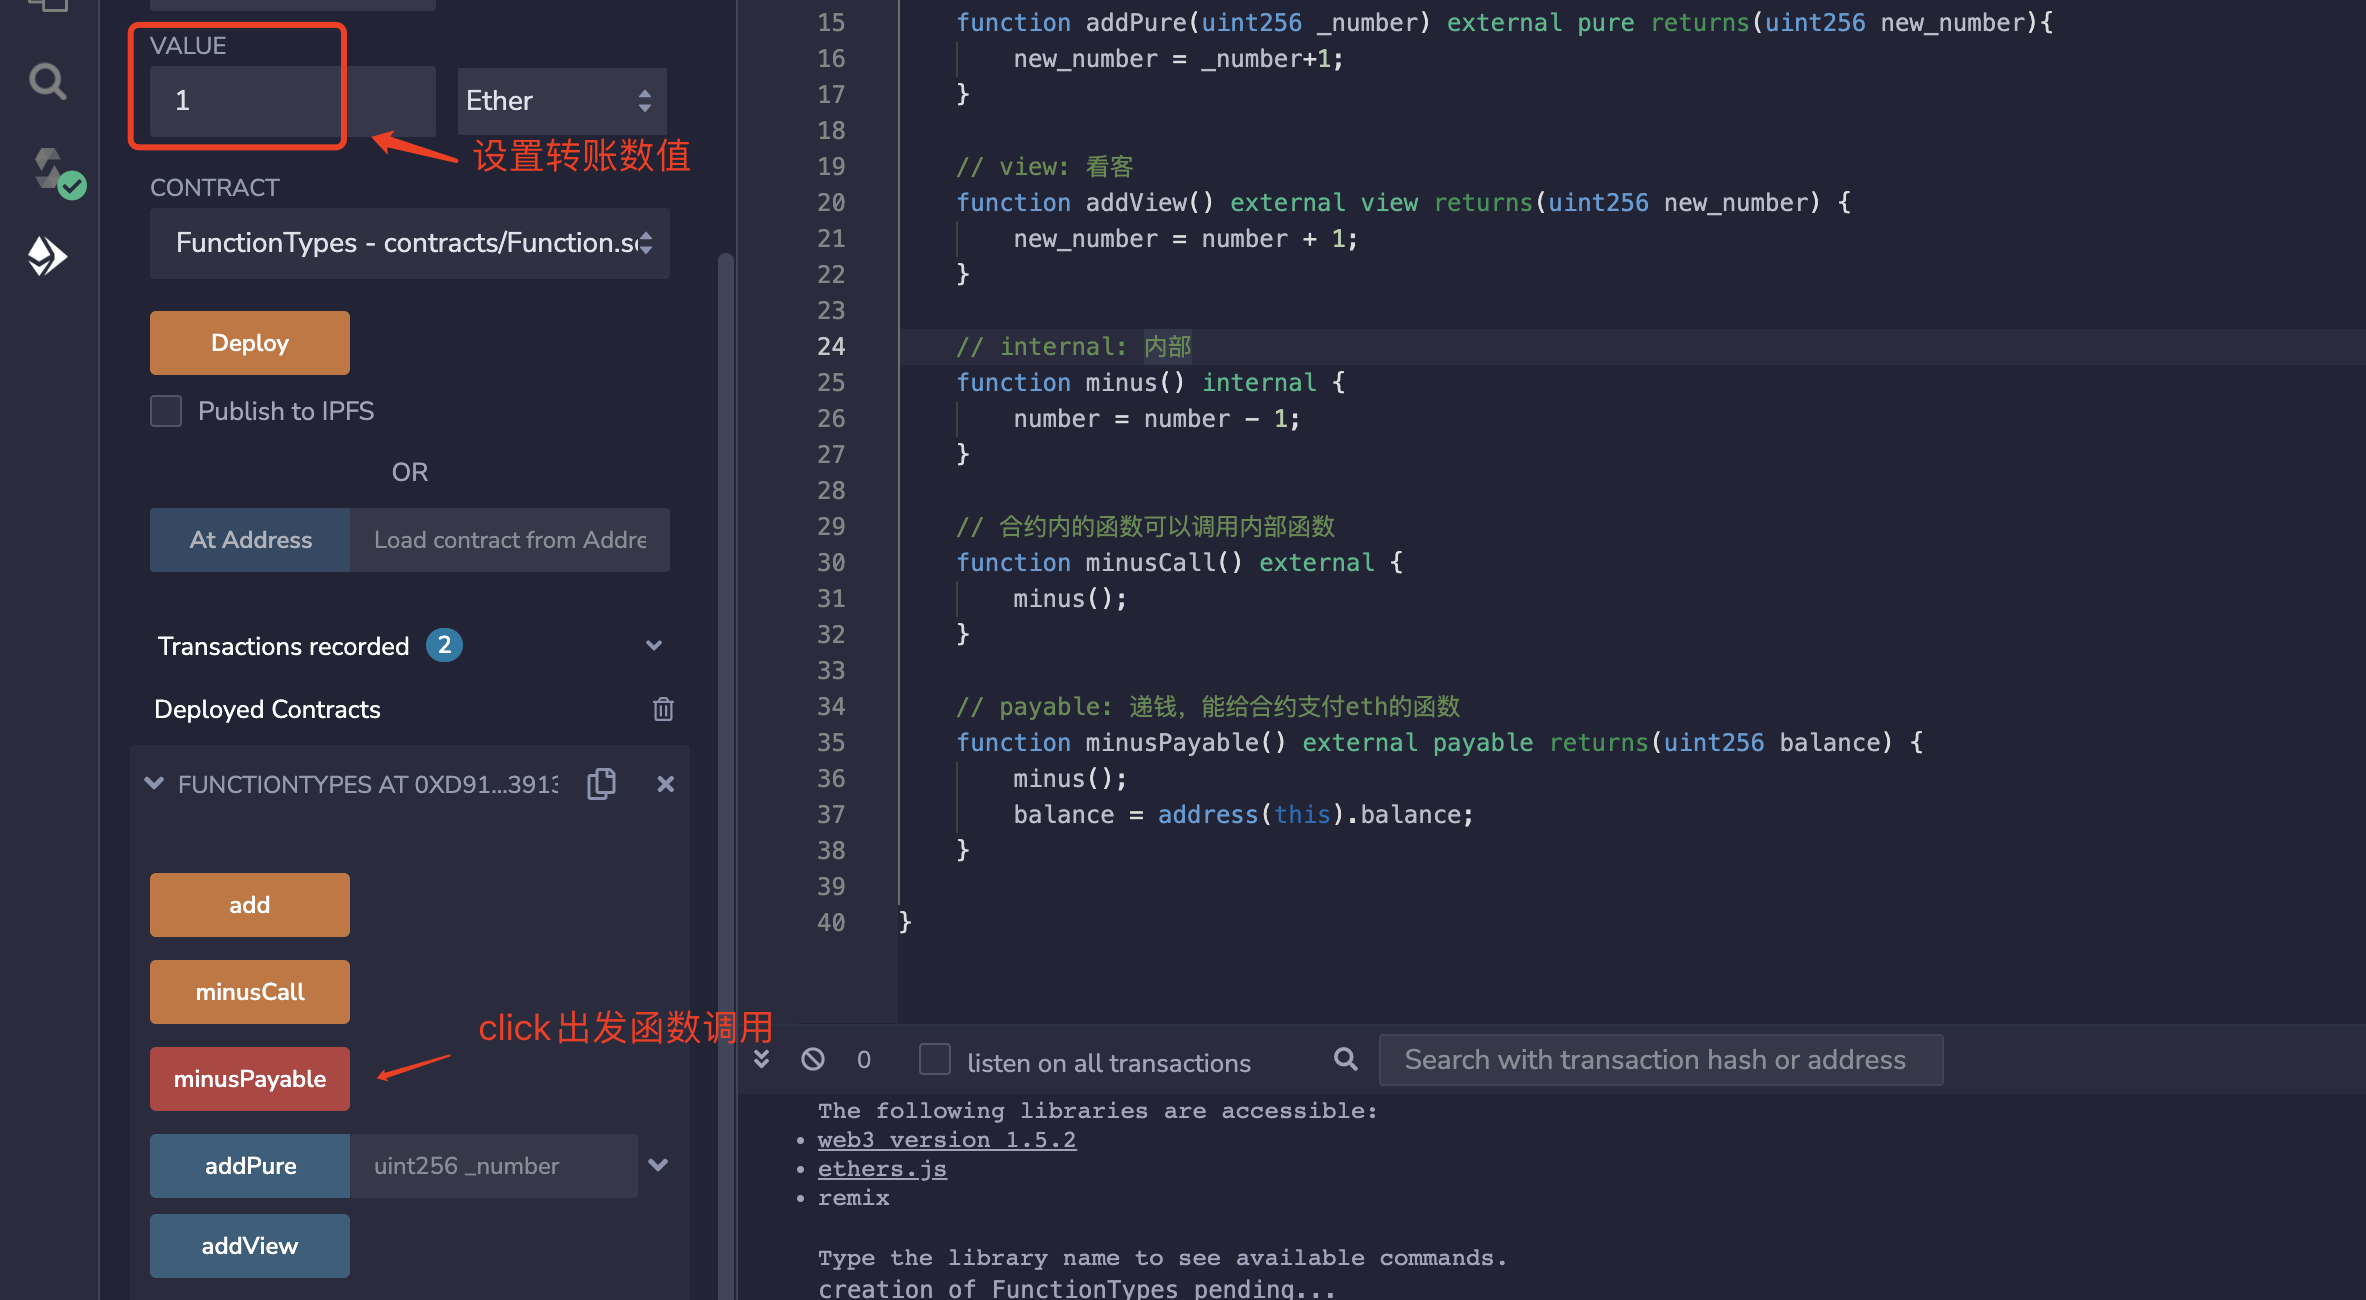 VALUE
1
Ether
设置转账数值
CONTRACT
FunctionTypes - contracts/Function.so
Deploy
Publish to IPFS
OR
At Address
Load contract from Addre
Transactions recorded 2
Deployed Contracts
FUNCTIONTYPES AT 0XD91...3913
add
minusCall
click出发函数调用
minusPayable
addPure
uint256 _number
addView
15 function addPure(uint256 _number) external pure returns(uint256 new_number){
16 new_number = _number+1;
17 }
18
19 // view: 看客
20 function addView() external view returns(uint256 new_number) {
21 new_number = number + 1;
22 }
23
24 // internal: 内部
25 function minus() internal {
26 number = number - 1;
27 }
28
29 // 合约内的函数可以调用内部函数
30 function minusCall() external {
31 minus();
32 }
33
34 // payable: 递钱，能给合约支付eth的函数
35 function minusPayable() external payable returns(uint256 balance) {
36 minus();
37 balance = address(this).balance;
38 }
39
40 }
0
listen on all transactions
Search with transaction hash or address
The following libraries are accessible:
• web3 version 1.5.2
• ethers.js
• remix
Type the library name to see available commands.
creation of FunctionTypes pending...